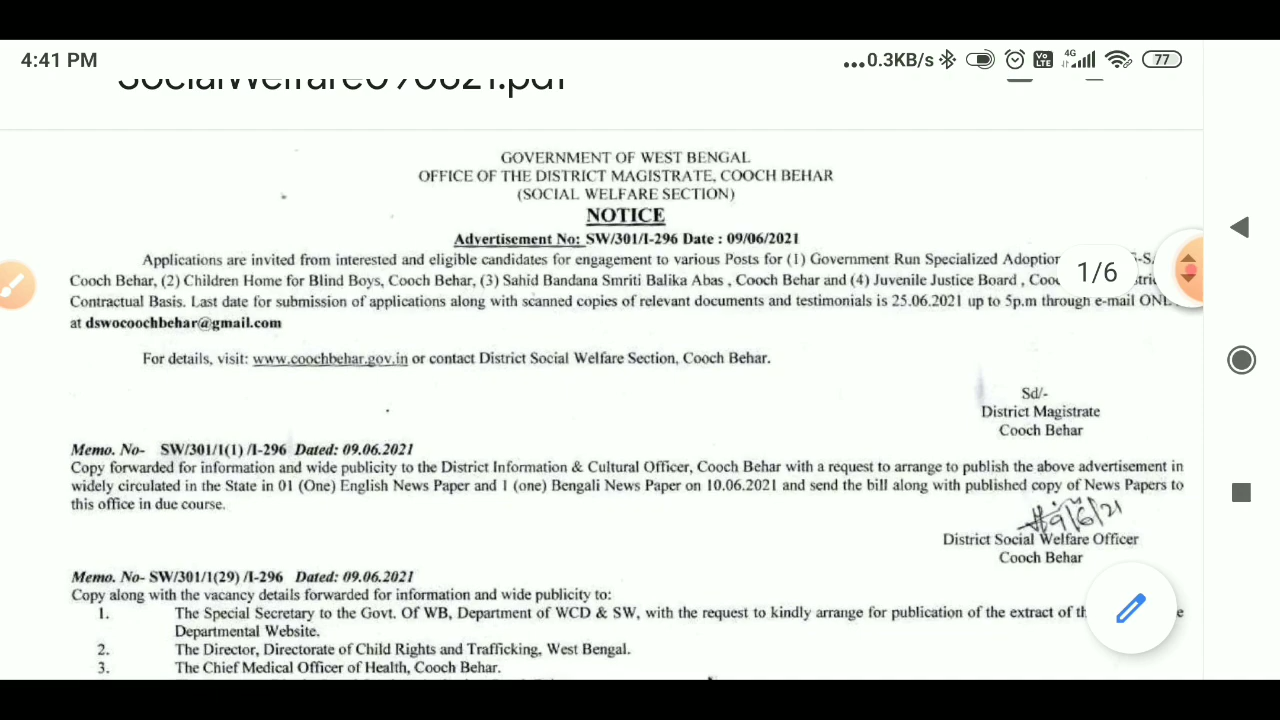 4:41 PM
...0.3KB/s 4G Vo LTE 77
SocialWelfare090621.pdf
GOVERNMENT OF WEST BENGAL
OFFICE OF THE DISTRICT MAGISTRATE, COOCH BEHAR
(SOCIAL WELFARE SECTION)
NOTICE
Advertisement No: SW/301/I-296 Date : 09/06/2021
Applications are invited from interested and eligible candidates for engagement to various Posts for (1) Government Run Specialized Adoption
Cooch Behar, (2) Children Home for Blind Boys, Cooch Behar, (3) Sahid Bandana Smriti Balika Abas , Cooch Behar and (4) Juvenile Justice Board ,
1/6
Contractual Basis. Last date for submission of applications along with scanned copies of relevant documents and testimonials is 25.06.2021 up to 5p.m through e-mail
at dswocoochbehar@gmail.com
For details, visit: www.coochbehar.gov.in or contact District Social Welfare Section, Cooch Behar.
Sd/-
District Magistrate
Cooch Behar
Memo. No- SW/301/1(1) /I-296 Dated: 09.06.2021
Copy forwarded for information and wide publicity to the District Information & Cultural Officer, Cooch Behar with a request to arrange to publish the above advertisement in
widely circulated in the State in 01 (One) English News Paper and 1 (one) Bengali News Paper on 10.06.2021 and send the bill along with published copy of News Papers to
this office in due course.
9/6/21
District Social Welfare Officer
Cooch Behar
Memo. No- SW/301/1(29) /I-296 Dated: 09.06.2021
Copy along with the vacancy details forwarded for information and wide publicity to:
1. The Special Secretary to the Govt. Of WB, Department of WCD & SW, with the request to kindly arrange for publication of the extract of
Departmental Website.
2. The Director, Directorate of Child Rights and Trafficking, West Bengal.
3. The Chief Medical Officer of Health, Cooch Behar.